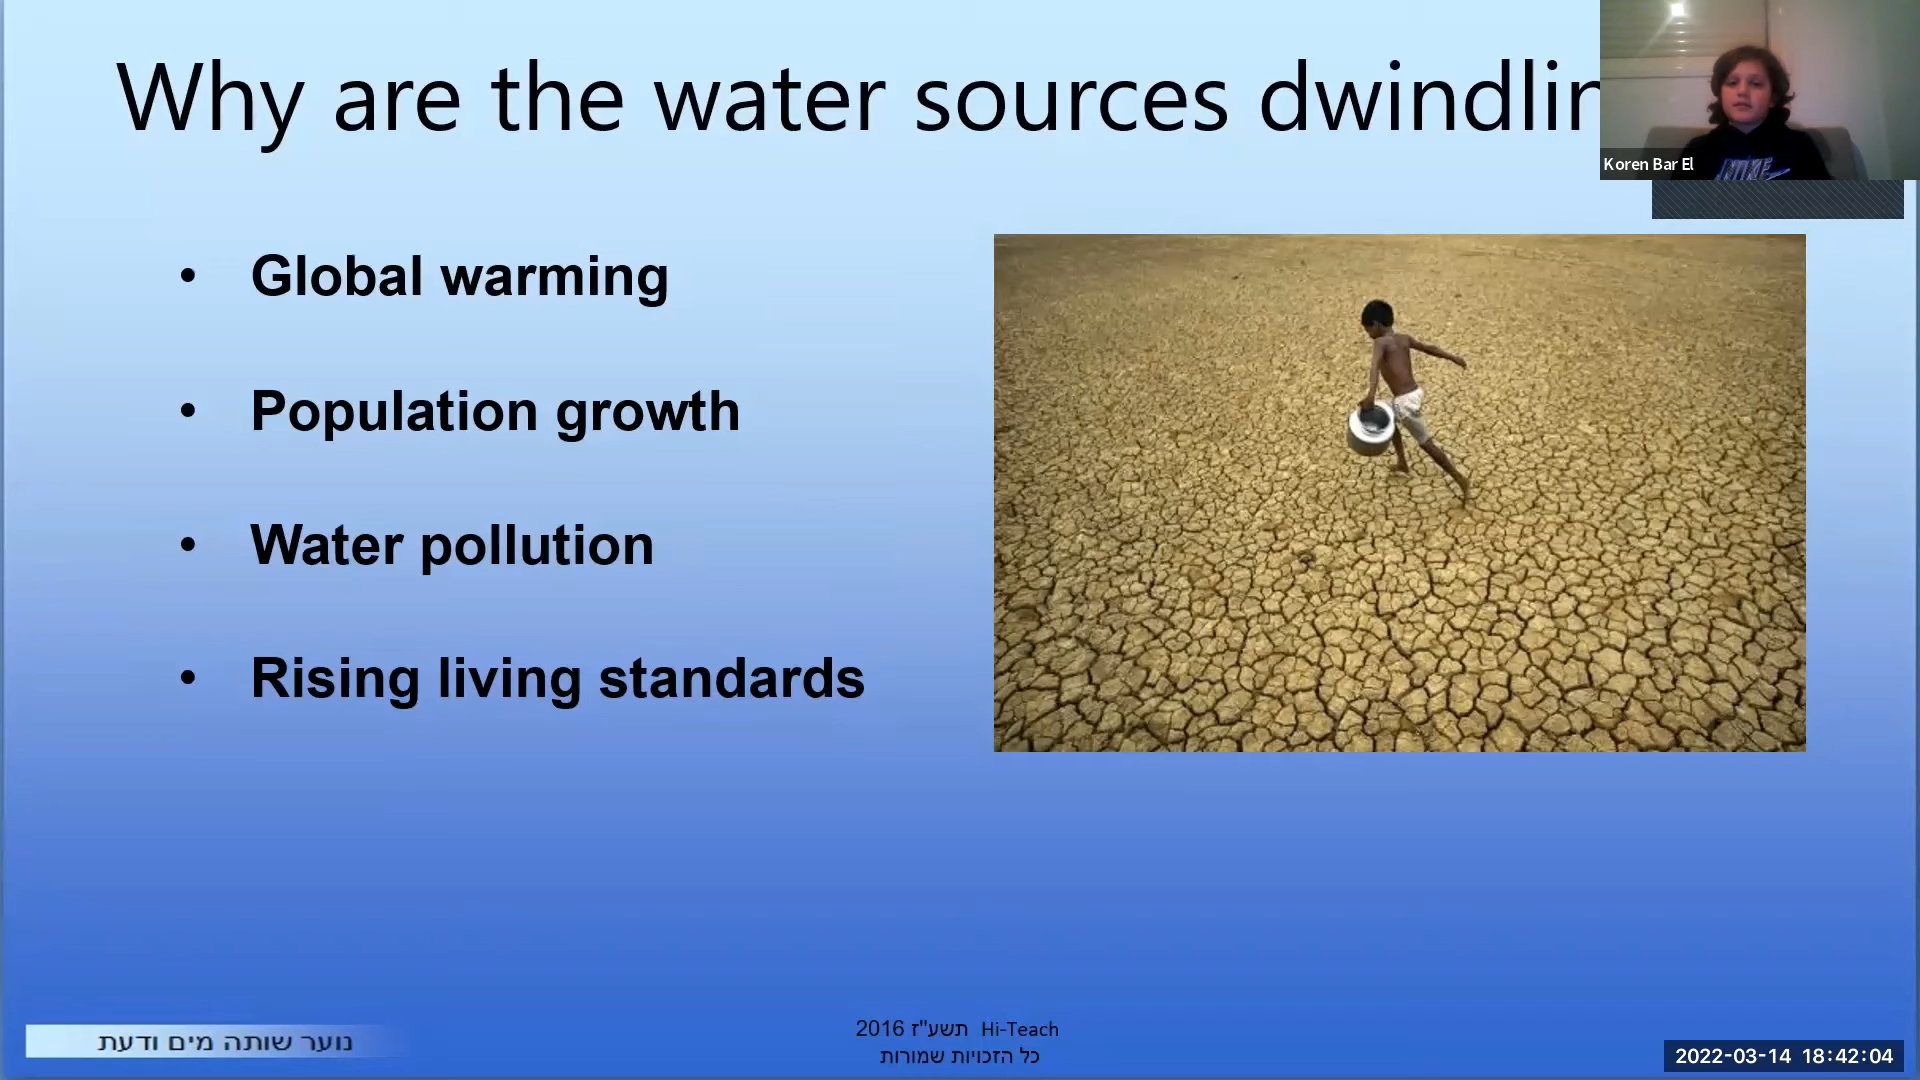 Why are the water sources dwindlin
Koren Bar El
NIKE
• Global warming
• Population growth
• Water pollution
• Rising living standards
נוער שותה מים ודעת
Hi-Teach תשע"ז 2016
כל הזכויות שמורות
2022-03-14 18:42:04